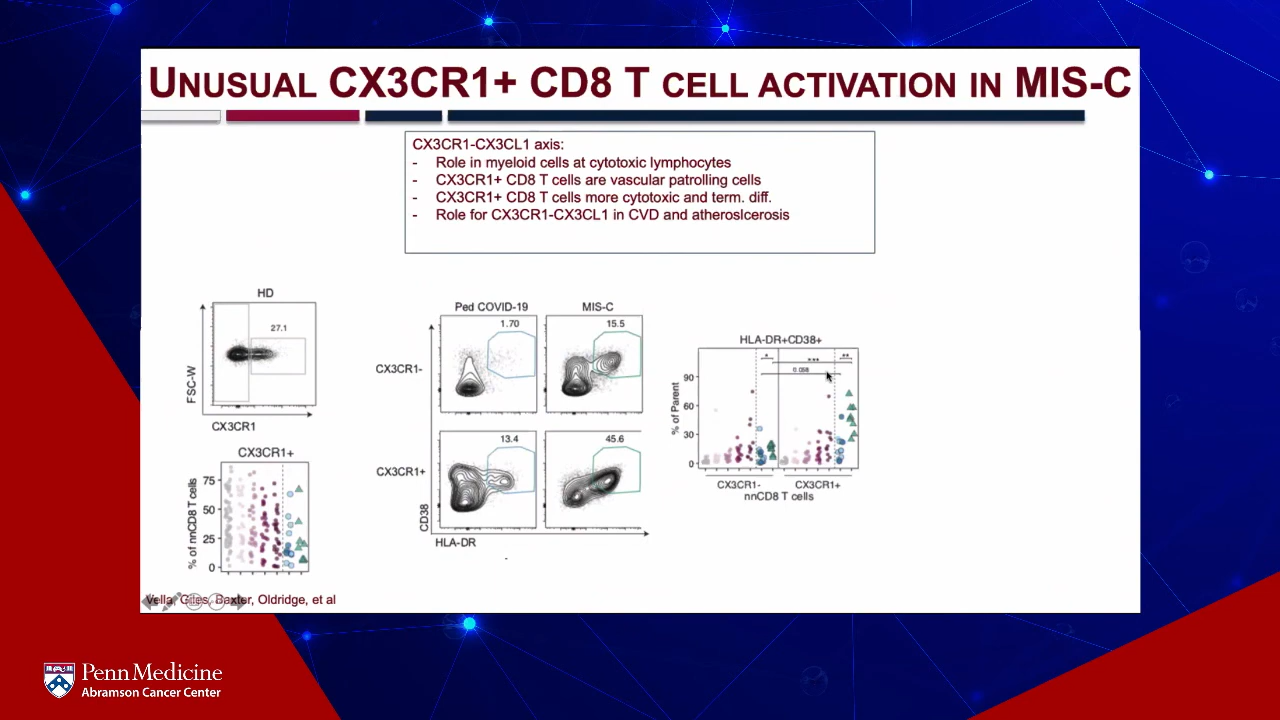 UNUSUAL CX3CR1+ CD8 T CELL ACTIVATION IN MIS-C
CX3CR1-CX3CL1 axis:
- Role in myeloid cells at cytotoxic lymphocytes
- CX3CR1+ CD8 T cells are vascular patrolling cells
- CX3CR1+ CD8 T cells more cytotoxic and term. diff.
- Role for CX3CR1-CX3CL1 in CVD and atheroslcerosis
HD
27.1
FSC-W
CX3CR1
CX3CR1+
% of nnCD8 T cells
75
50
25
0
Ped COVID-19
MIS-C
1.70
15.5
CX3CR1-
13.4
45.6
CX3CR1+
CD38
HLA-DR
HLA-DR+CD38+
*
***
**
0.058
% of Parent
90
60
30
0
CX3CR1-
CX3CR1+
nnCD8 T cells
Vella, Giles, Baxter, Oldridge, et al
Penn Medicine
Abramson Cancer Center